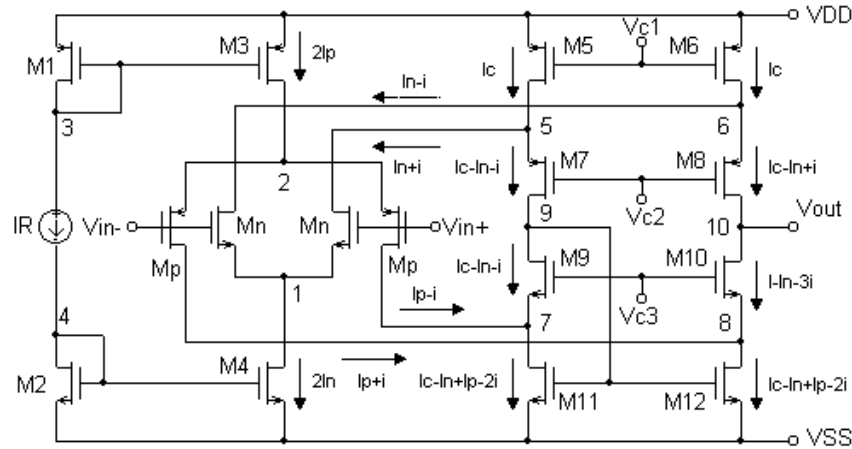 VDD
M1
M3
2Ip
Ic
M5
Vc1
M6
Ic
In-i
3
5
6
In+i
2
Ic-In-i
M7
M8
Ic-In+i
IR
Vin-
Mn
Mn
Vin+
9
Vc2
10
Vout
Mp
Mp
Ic-In-i
M9
M10
I-In-3i
1
Ip-i
Vc3
4
7
8
M2
M4
2In
Ip+i
Ic-In+Ip-2i
M11
M12
Ic-In+Ip-2i
VSS